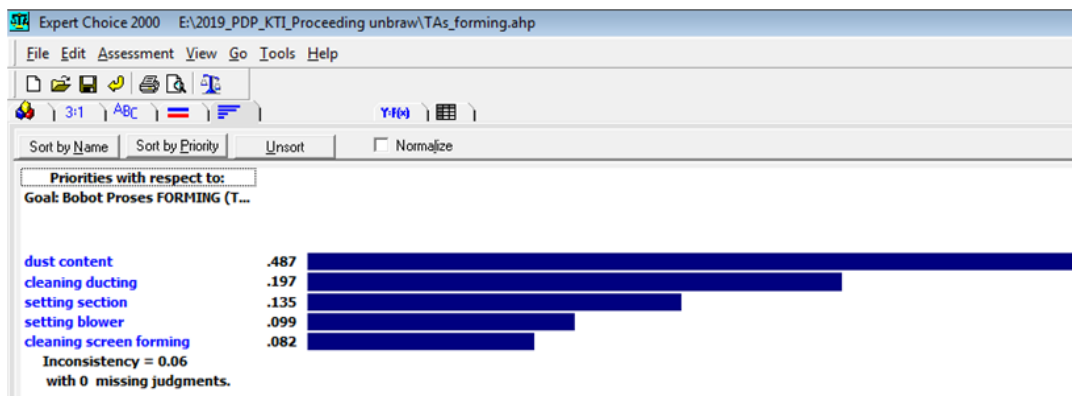 Expert Choice 2000 E:\2019_PDP_KTI_Proceeding unbraw\TAs_forming.ahp
File Edit Assessment View Go Tools Help
3:1 ABC Y:F(x)
Sort by Name Sort by Priority Unsort Normalize
Priorities with respect to:
Goal: Bobot Proses FORMING (T...
dust content .487
cleaning ducting .197
setting section .135
setting blower .099
cleaning screen forming .082
Inconsistency = 0.06
with 0 missing judgments.